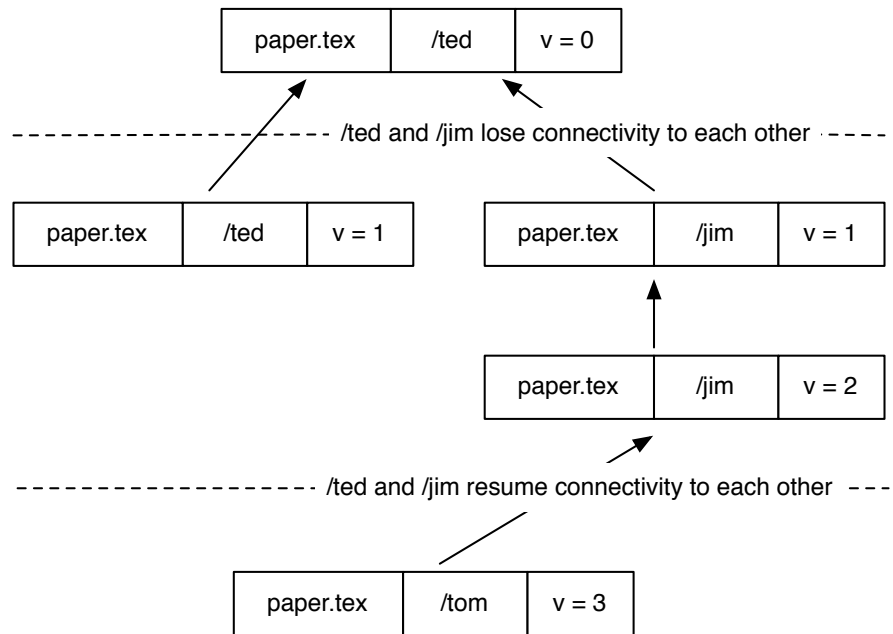 paper.tex /ted v = 0
/ted and /jim lose connectivity to each other
paper.tex /ted v = 1
paper.tex /jim v = 1
paper.tex /jim v = 2
/ted and /jim resume connectivity to each other
paper.tex /tom v = 3